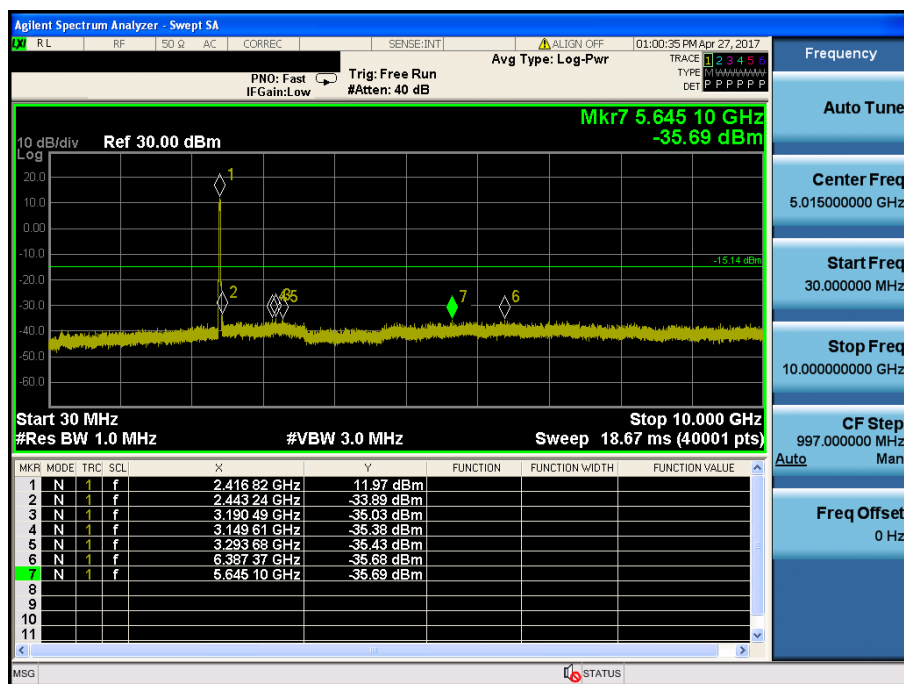 Agilent Spectrum Analyzer - Swept SA
LXI RL RF 50 Ω AC CORREC SENSE:INT ALIGN OFF 01:00:35 PM Apr 27, 2017
Frequency
Avg Type: Log-Pwr
TRACE 1 2 3 4 5 6
PNO: Fast Trig: Free Run
TYPE M WWWWW
IFGain:Low #Atten: 40 dB
DET P P P P P P
Auto Tune
Mkr7 5.645 10 GHz
10 dB/div Ref 30.00 dBm -35.69 dBm
Log
20.0
1
Center Freq
5.015000000 GHz
10.0
0.00
-10.0
-15.14 dBm
Start Freq
30.000000 MHz
-20.0
2
5
7
6
-30.0
-40.0
Stop Freq
10.000000000 GHz
-50.0
-60.0
Start 30 MHz Stop 10.000 GHz
#Res BW 1.0 MHz #VBW 3.0 MHz Sweep 18.67 ms (40001 pts)
CF Step
997.000000 MHz
Auto Man
MKR MODE TRC SCL X Y FUNCTION FUNCTION WIDTH FUNCTION VALUE
1 N 1 f 2.416 82 GHz 11.97 dBm
2 N 1 f 2.443 24 GHz -33.89 dBm
3 N 1 f 3.190 49 GHz -35.03 dBm
4 N 1 f 3.149 61 GHz -35.38 dBm
5 N 1 f 3.293 68 GHz -35.43 dBm
6 N 1 f 6.387 37 GHz -35.68 dBm
7 N 1 f 5.645 10 GHz -35.69 dBm
8
9
10
11
Freq Offset
0 Hz
MSG STATUS